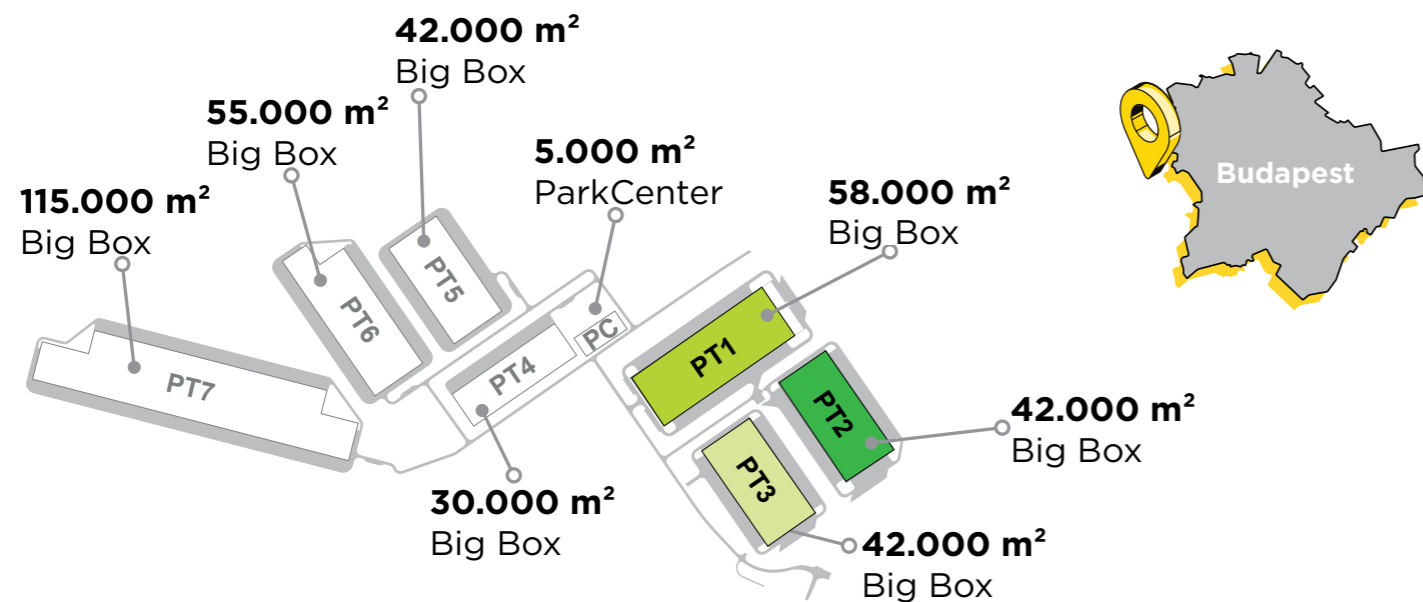 42.000 m²
Big Box
55.000 m²
Big Box
5.000 m²
ParkCenter
115.000 m²
Big Box
58.000 m²
Big Box
Budapest
PT5
PT6
PT7
PT4
PC
PT1
PT2
PT3
42.000 m²
Big Box
30.000 m²
Big Box
42.000 m²
Big Box